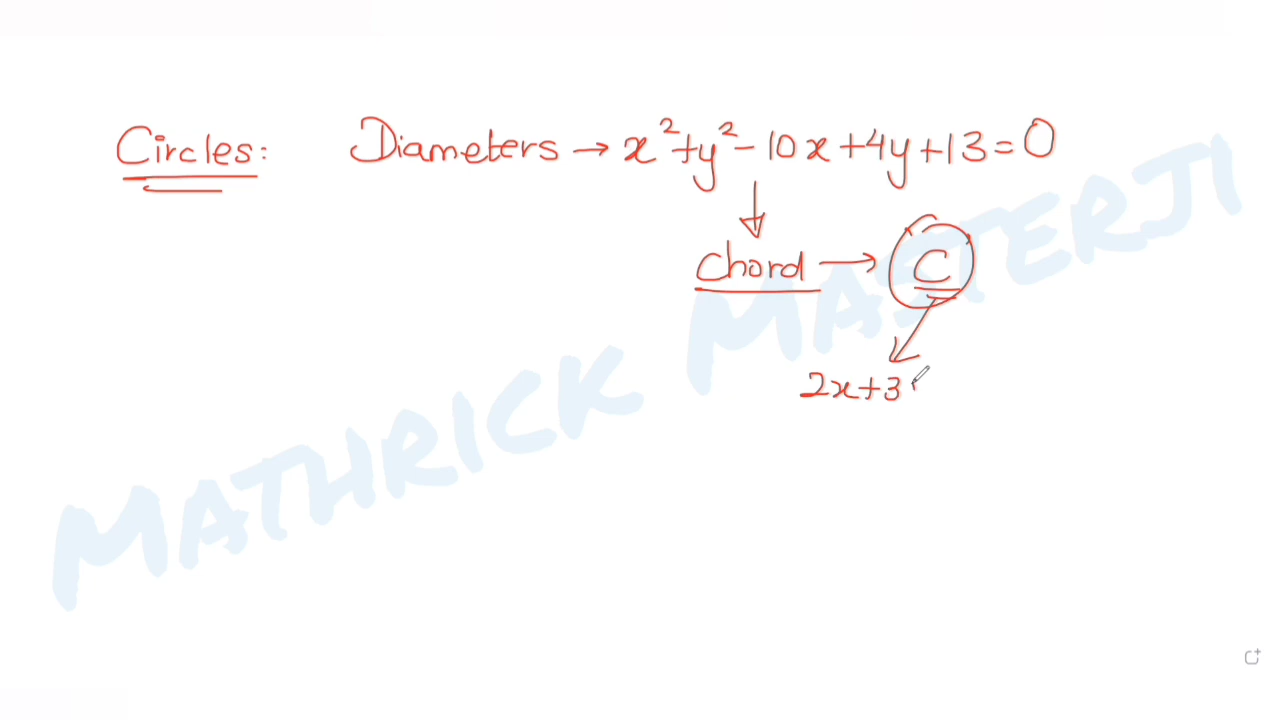 Circles: Diameters → x²+y²-10x+4y+13=0
Chord → C
2x+3
MATHRICK MASTERJI